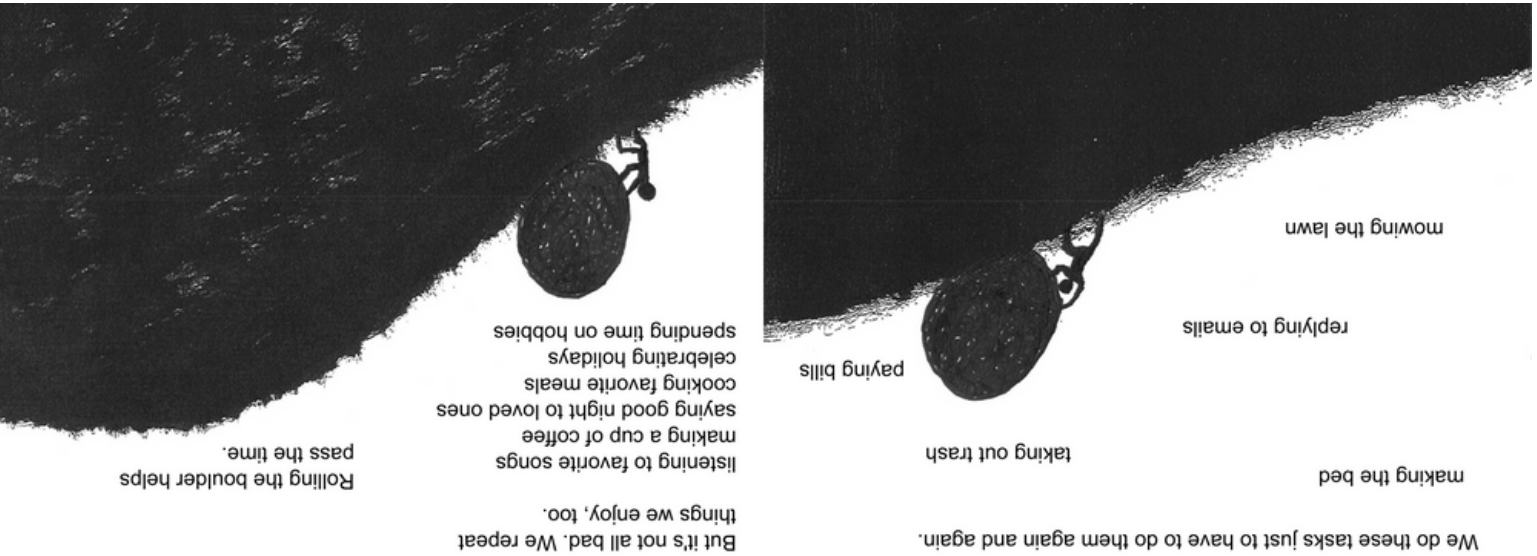 We do these tasks just to have to do them again and again.
making the bed
taking out trash
paying bills
replying to emails
mowing the lawn
But it's not all bad. We repeat
things we enjoy, too.
listening to favorite songs
making a cup of coffee
saying good night to loved ones
cooking favorite meals
celebrating holidays
spending time on hobbies
Rolling the boulder helps
pass the time.